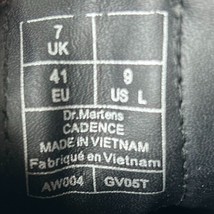 7
UK
41
EU
9
US L
Dr.Martens
CADENCE
MADE IN VIETNAM
Fabriqué en Vietnam
AW004
GV05T